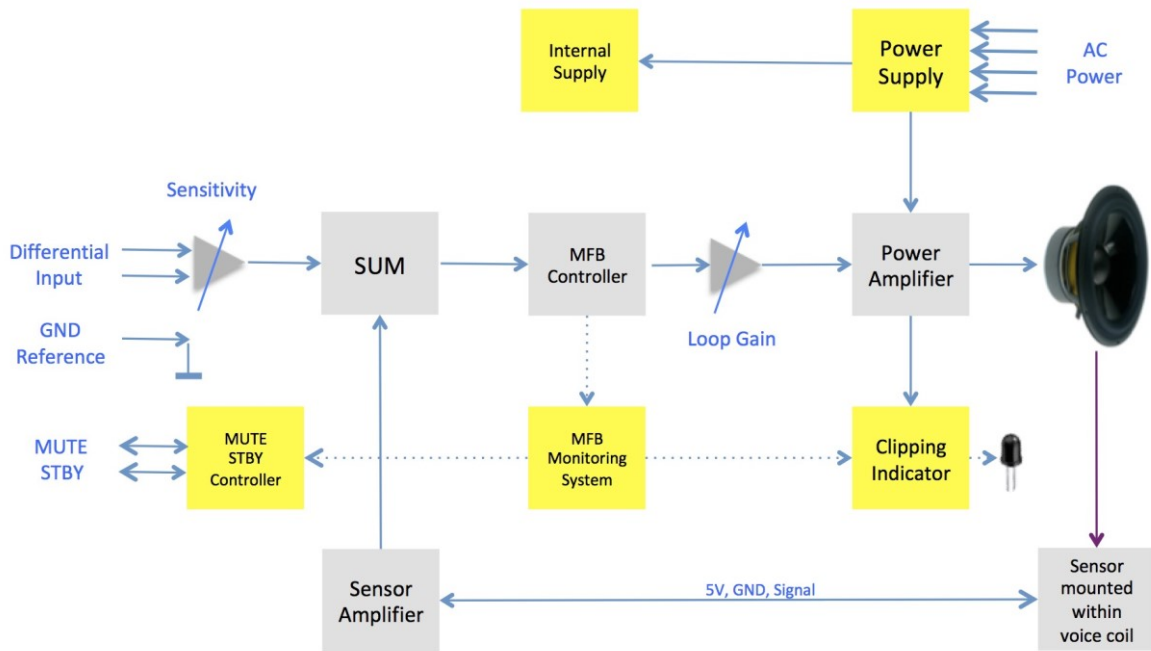 Internal
Supply
Power
Supply
AC
Power
Sensitivity
Differential
Input
SUM
MFB
Controller
Power
Amplifier
Loop Gain
GND
Reference
MUTE
STBY
MUTE
STBY
Controller
MFB
Monitoring
System
Clipping
Indicator
Sensor
Amplifier
5V, GND, Signal
Sensor
mounted
within
voice coil